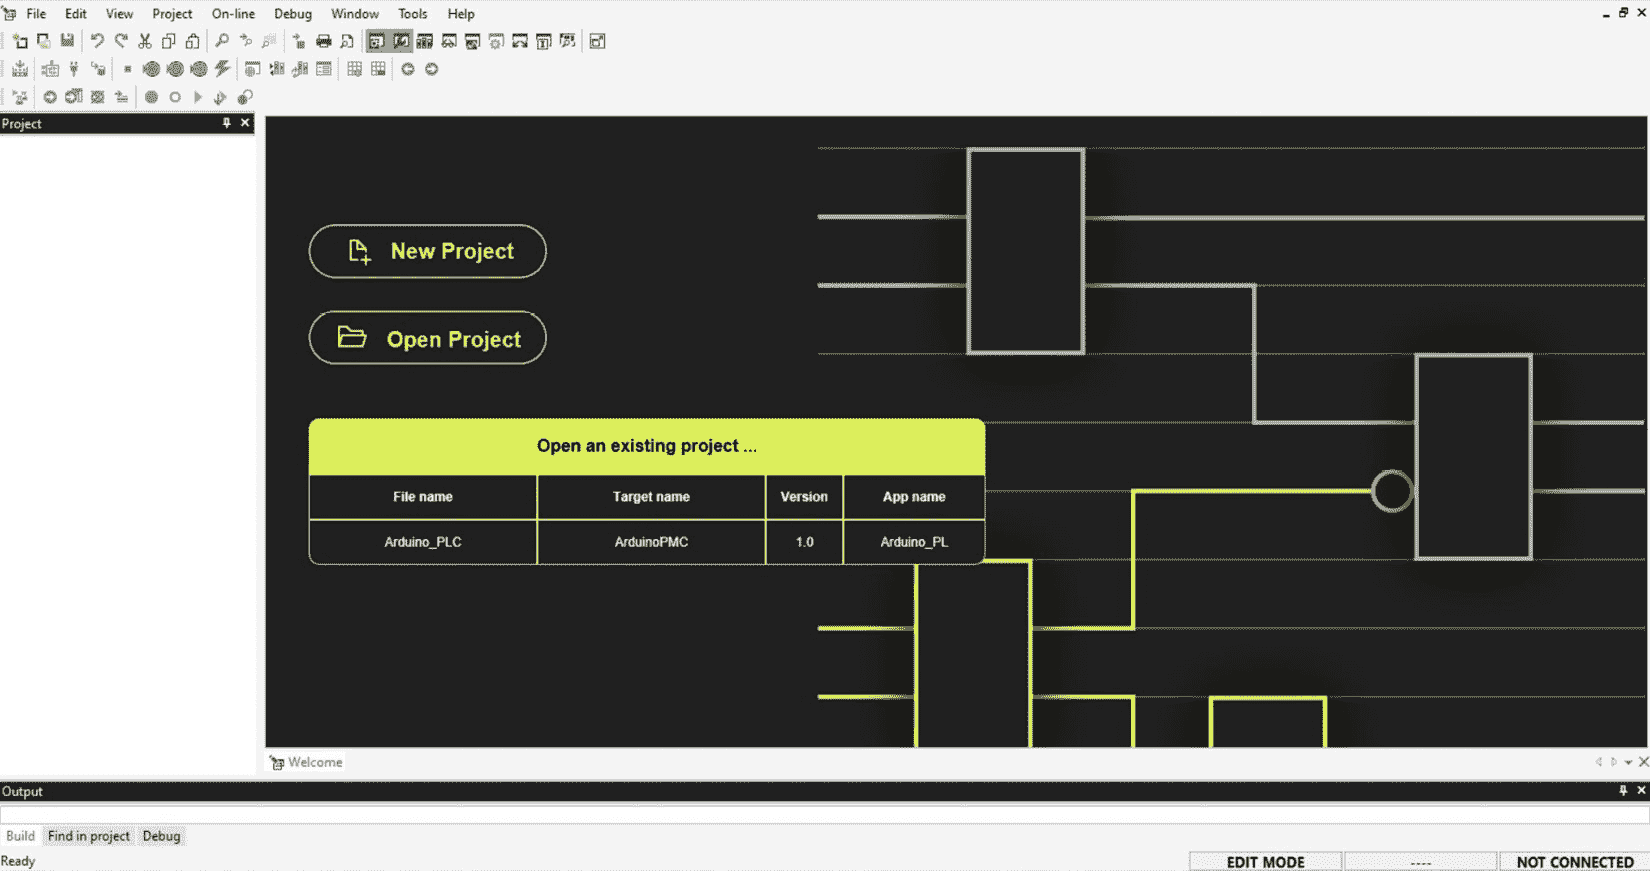 File Edit View Project On-line Debug Window Tools Help
Project
New Project
Open Project
Open an existing project ...
File name Target name Version App name
Arduino_PLC ArduinoPMC 1.0 Arduino_PL
Welcome
Output
Build Find in project Debug
Ready EDIT MODE ---- NOT CONNECTED